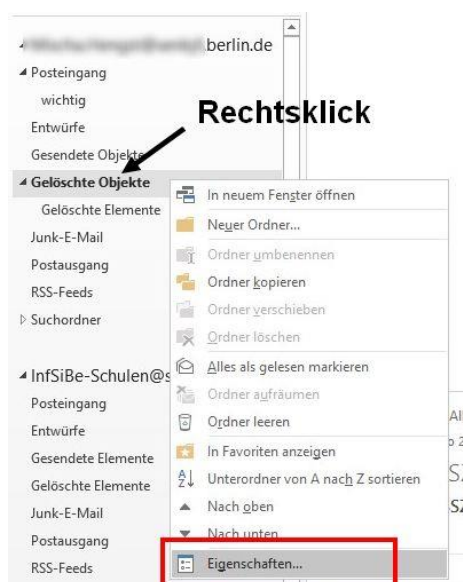 .berlin.de
Posteingang
wichtig
Entwürfe
Rechtsklick
Gesendete Objekte
Gelöschte Objekte
Gelöschte Elemente
Junk-E-Mail
Postausgang
RSS-Feeds
Suchordner
In neuem Fenster öffnen
Neuer Ordner...
Ordner umbenennen
Ordner kopieren
Ordner verschieben
Ordner löschen
Alles als gelesen markieren
Ordner aufräumen
Ordner leeren
In Favoriten anzeigen
Unterordner von A nach Z sortieren
Nach oben
Nach unten
Eigenschaften...
InfSiBe-Schulen@s
Posteingang
Entwürfe
Gesendete Elemente
Gelöschte Elemente
Junk-E-Mail
Postausgang
RSS-Feeds